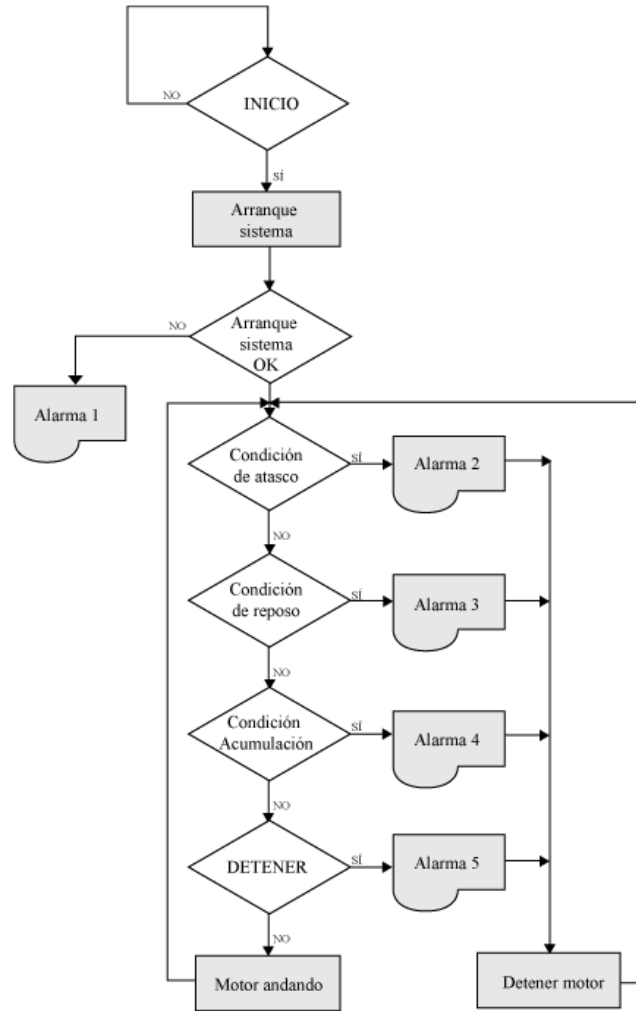 NO
INICIO
SÍ
Arranque
sistema
NO
Arranque
sistema
OK
Alarma 1
Condición
de atasco
SÍ
Alarma 2
NO
Condición
de reposo
SÍ
Alarma 3
NO
Condición
Acumulación
SÍ
Alarma 4
NO
DETENER
SÍ
Alarma 5
NO
Motor andando
Detener motor